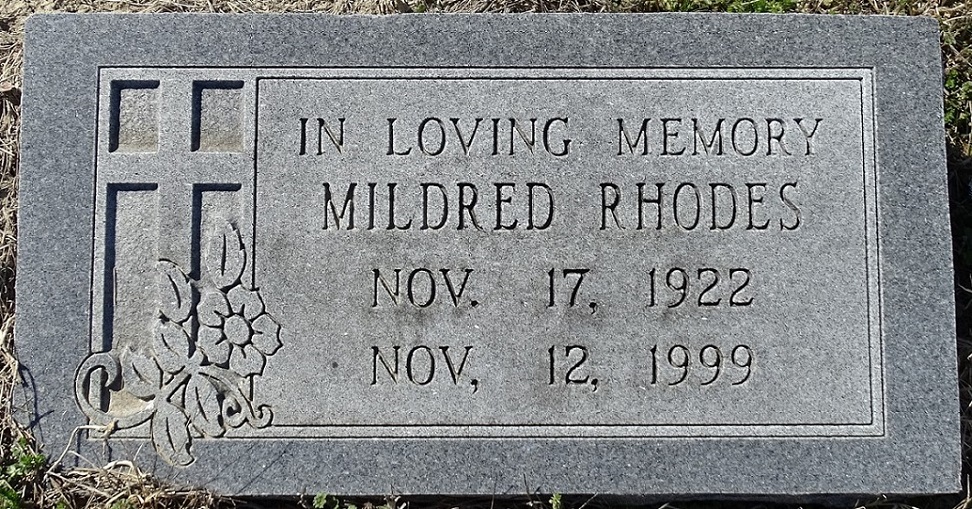 IN LOVING MEMORY
MILDRED RHODES
NOV. 17, 1922
NOV, 12, 1999